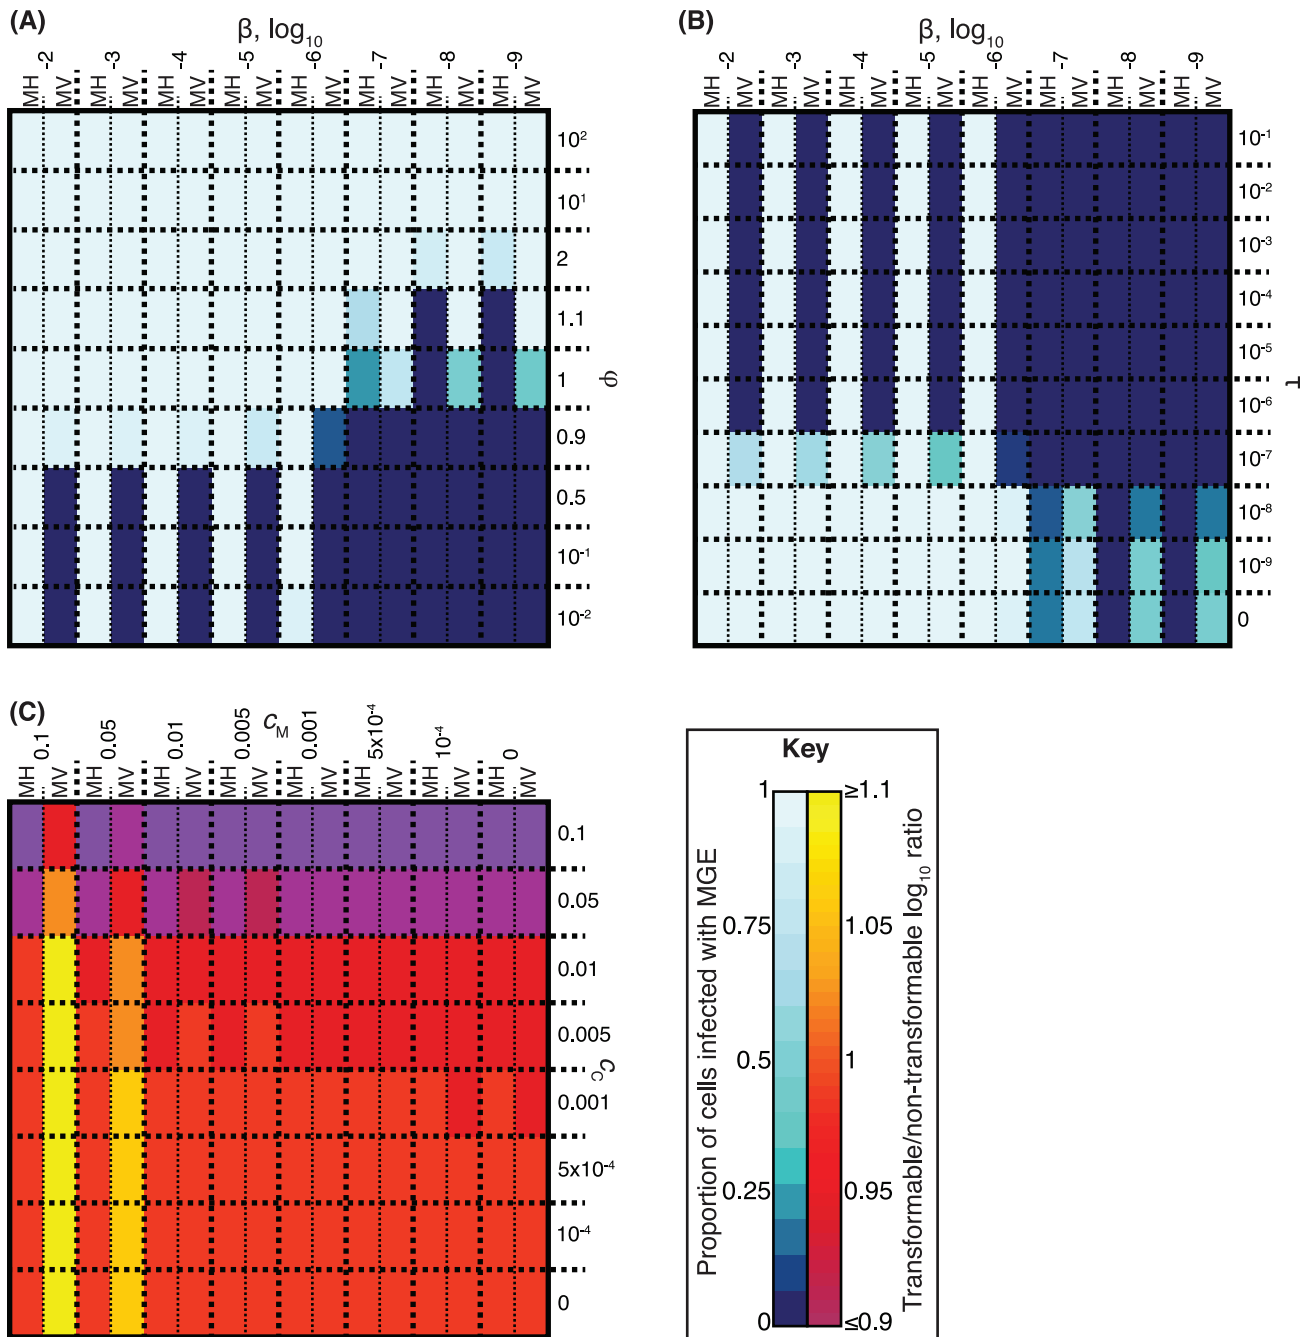 (A)
β, log10
-2 -3 -4 -5 -6 -7 -8 -9
MH MV MH MV MH MV MH MV MH MV MH MV MH MV MH MV
10²
10¹
2
1.1
1
φ
0.9
0.5
10⁻¹
10⁻²
(B)
β, log10
-2 -3 -4 -5 -6 -7 -8 -9
MH MV MH MV MH MV MH MV MH MV MH MV MH MV MH MV
10⁻¹
10⁻²
10⁻³
10⁻⁴
10⁻⁵
τ
10⁻⁶
10⁻⁷
10⁻⁸
10⁻⁹
0
(C)
cM
0.1 0.05 0.01 0.005 0.001 5x10⁻⁴ 10⁻⁴ 0
MH MV MH MV MH MV MH MV MH MV MH MV MH MV MH MV
0.1
0.05
0.01
0.005
cC
0.001
5x10⁻⁴
10⁻⁴
0
Key
Proportion of cells infected with MGE
1
0.75
0.5
0.25
0
≥1.1
1.05
1
0.95
≤0.9
Transformable/non-transformable log10 ratio